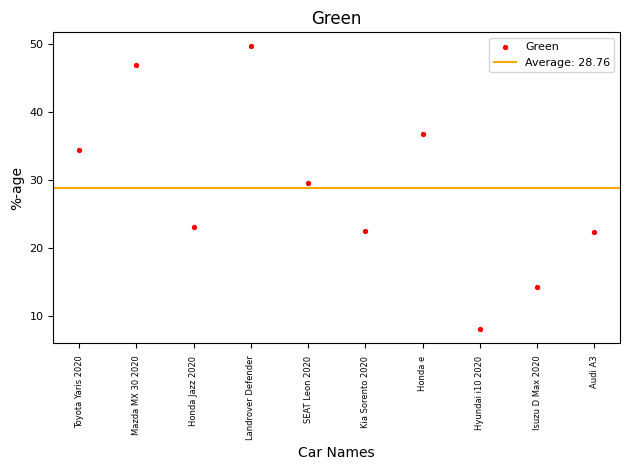 Green
Green
Average: 28.76
%-age
50
40
30
20
10
Toyota Yaris 2020
Mazda MX 30 2020
Honda Jazz 2020
Landrover Defender
SEAT Leon 2020
Kia Sorento 2020
Honda e
Hyundai i10 2020
Isuzu D Max 2020
Audi A3
Car Names